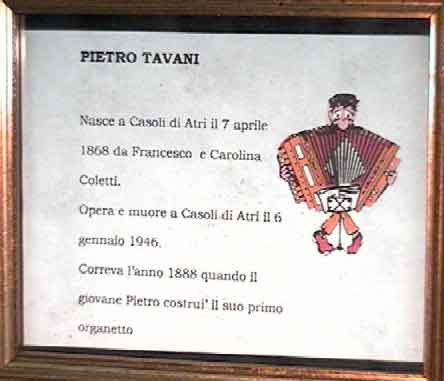 PIETRO TAVANI
Nasce a Casoli di Atri il 7 aprile
1868 da Francesco e Carolina
Coletti.
Opera e muore a Casoli di Atri il 6
gennaio 1946.
Correva l'anno 1888 quando il
giovane Pietro costrui' il suo primo
organetto